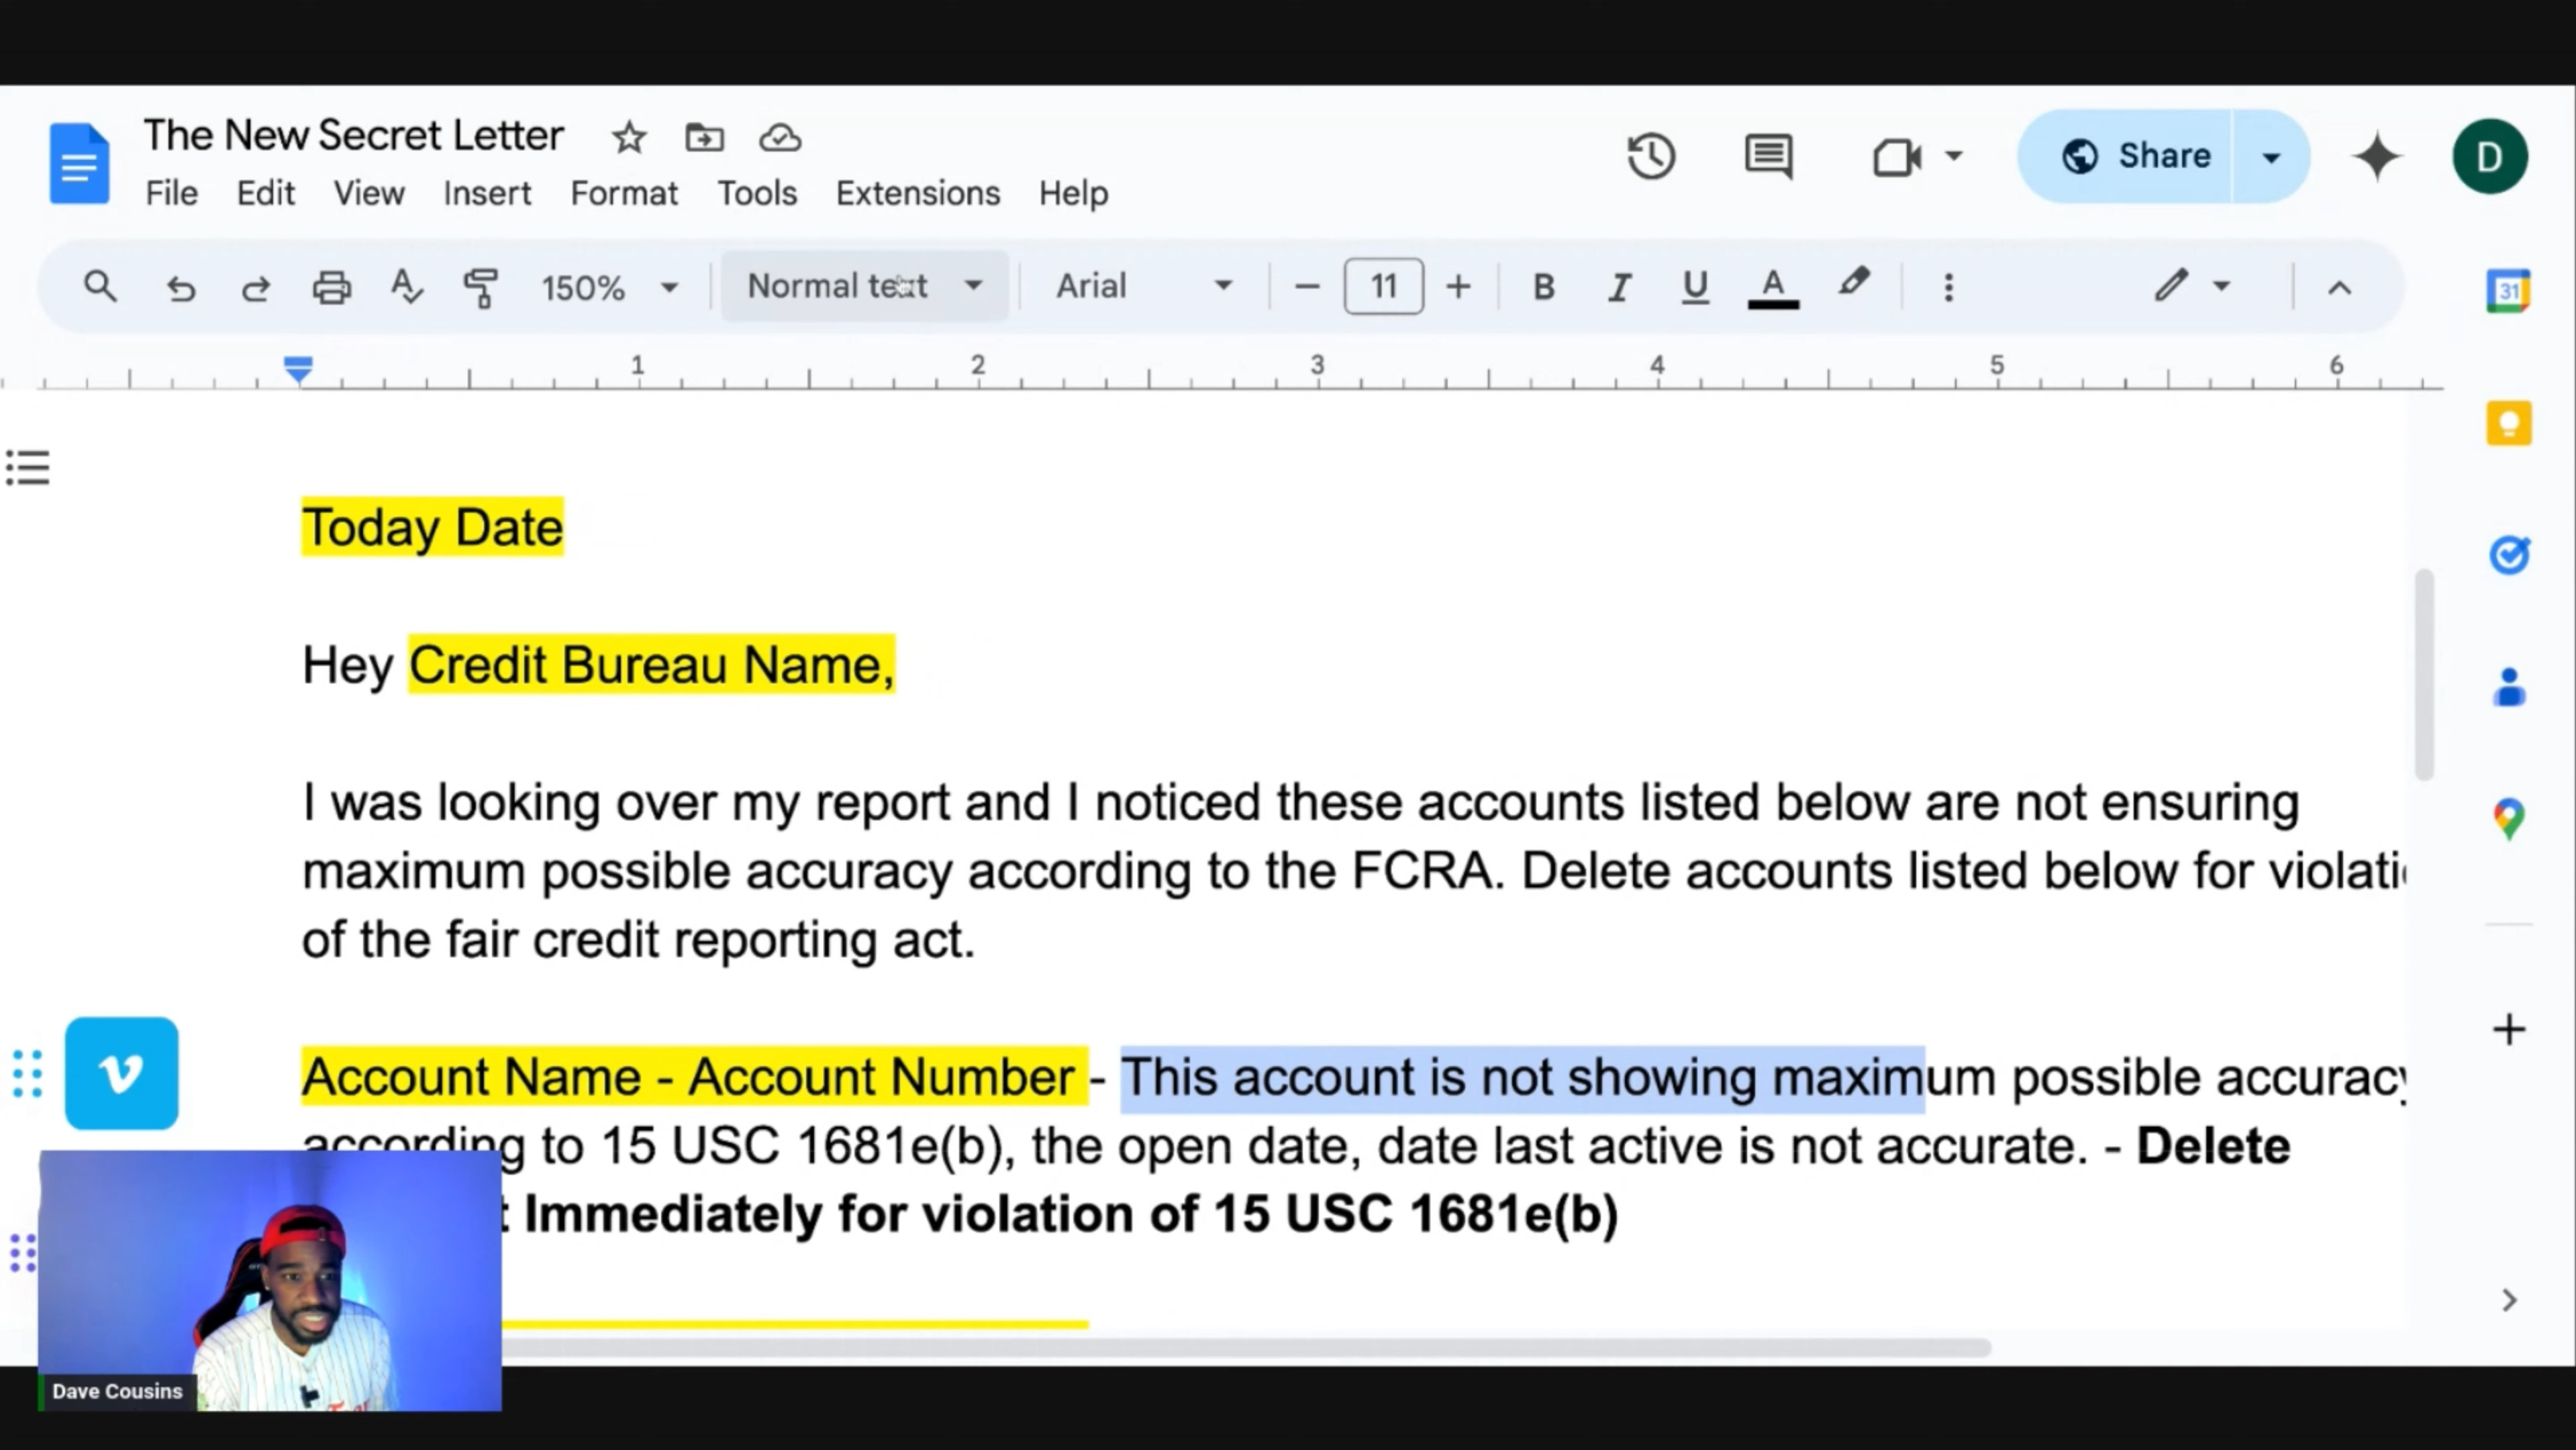 The New Secret Letter
File Edit View Insert Format Tools Extensions Help
Share
D
150% Normal text Arial 11 B I U A
31
1 2 3 4 5 6
Today Date
Hey Credit Bureau Name,
I was looking over my report and I noticed these accounts listed below are not ensuring
maximum possible accuracy according to the FCRA. Delete accounts listed below for
of the fair credit reporting act.
Account Name - Account Number - This account is not showing maximum possible accuracy
according to 15 USC 1681e(b), the open date, date last active is not accurate. - Delete
Immediately for violation of 15 USC 1681e(b)
Dave Cousins